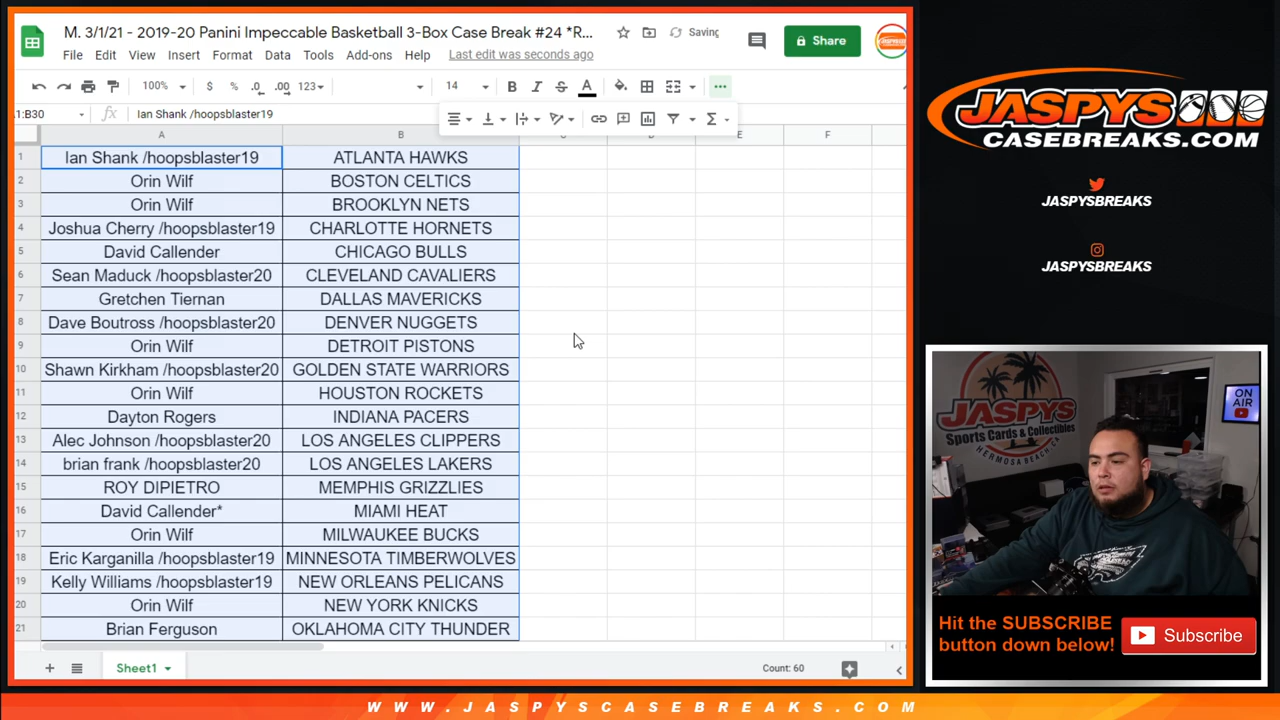 M. 3/1/21 - 2019-20 Panini Impeccable Basketball 3-Box Case Break #24 *R...
Saving
Share
File Edit View Insert Format Data Tools Add-ons Help Last edit was seconds ago
100% $ % .0 .00 123 14 B I S A
1:B30 fx Ian Shank /hoopsblaster19
A B C D E F
1 Ian Shank /hoopsblaster19 ATLANTA HAWKS
2 Orin Wilf BOSTON CELTICS
3 Orin Wilf BROOKLYN NETS
4 Joshua Cherry /hoopsblaster19 CHARLOTTE HORNETS
5 David Callender CHICAGO BULLS
6 Sean Maduck /hoopsblaster20 CLEVELAND CAVALIERS
7 Gretchen Tiernan DALLAS MAVERICKS
8 Dave Boutross /hoopsblaster20 DENVER NUGGETS
9 Orin Wilf DETROIT PISTONS
10 Shawn Kirkham /hoopsblaster20 GOLDEN STATE WARRIORS
11 Orin Wilf HOUSTON ROCKETS
12 Dayton Rogers INDIANA PACERS
13 Alec Johnson /hoopsblaster20 LOS ANGELES CLIPPERS
14 brian frank /hoopsblaster20 LOS ANGELES LAKERS
15 ROY DIPIETRO MEMPHIS GRIZZLIES
16 David Callender* MIAMI HEAT
17 Orin Wilf MILWAUKEE BUCKS
18 Eric Karganilla /hoopsblaster19 MINNESOTA TIMBERWOLVES
19 Kelly Williams /hoopsblaster19 NEW ORLEANS PELICANS
20 Orin Wilf NEW YORK KNICKS
21 Brian Ferguson OKLAHOMA CITY THUNDER
Sheet1
Count: 60
JASPYS
CASEBREAKS.COM
JASPYSBREAKS
JASPYSBREAKS
JASPYS
Sports Cards & Collectibles
HERMOSA BEACH CA
ON AIR
Hit the SUBSCRIBE
button down below!
Subscribe
WWW.JASPYSCASEBREAKS.COM